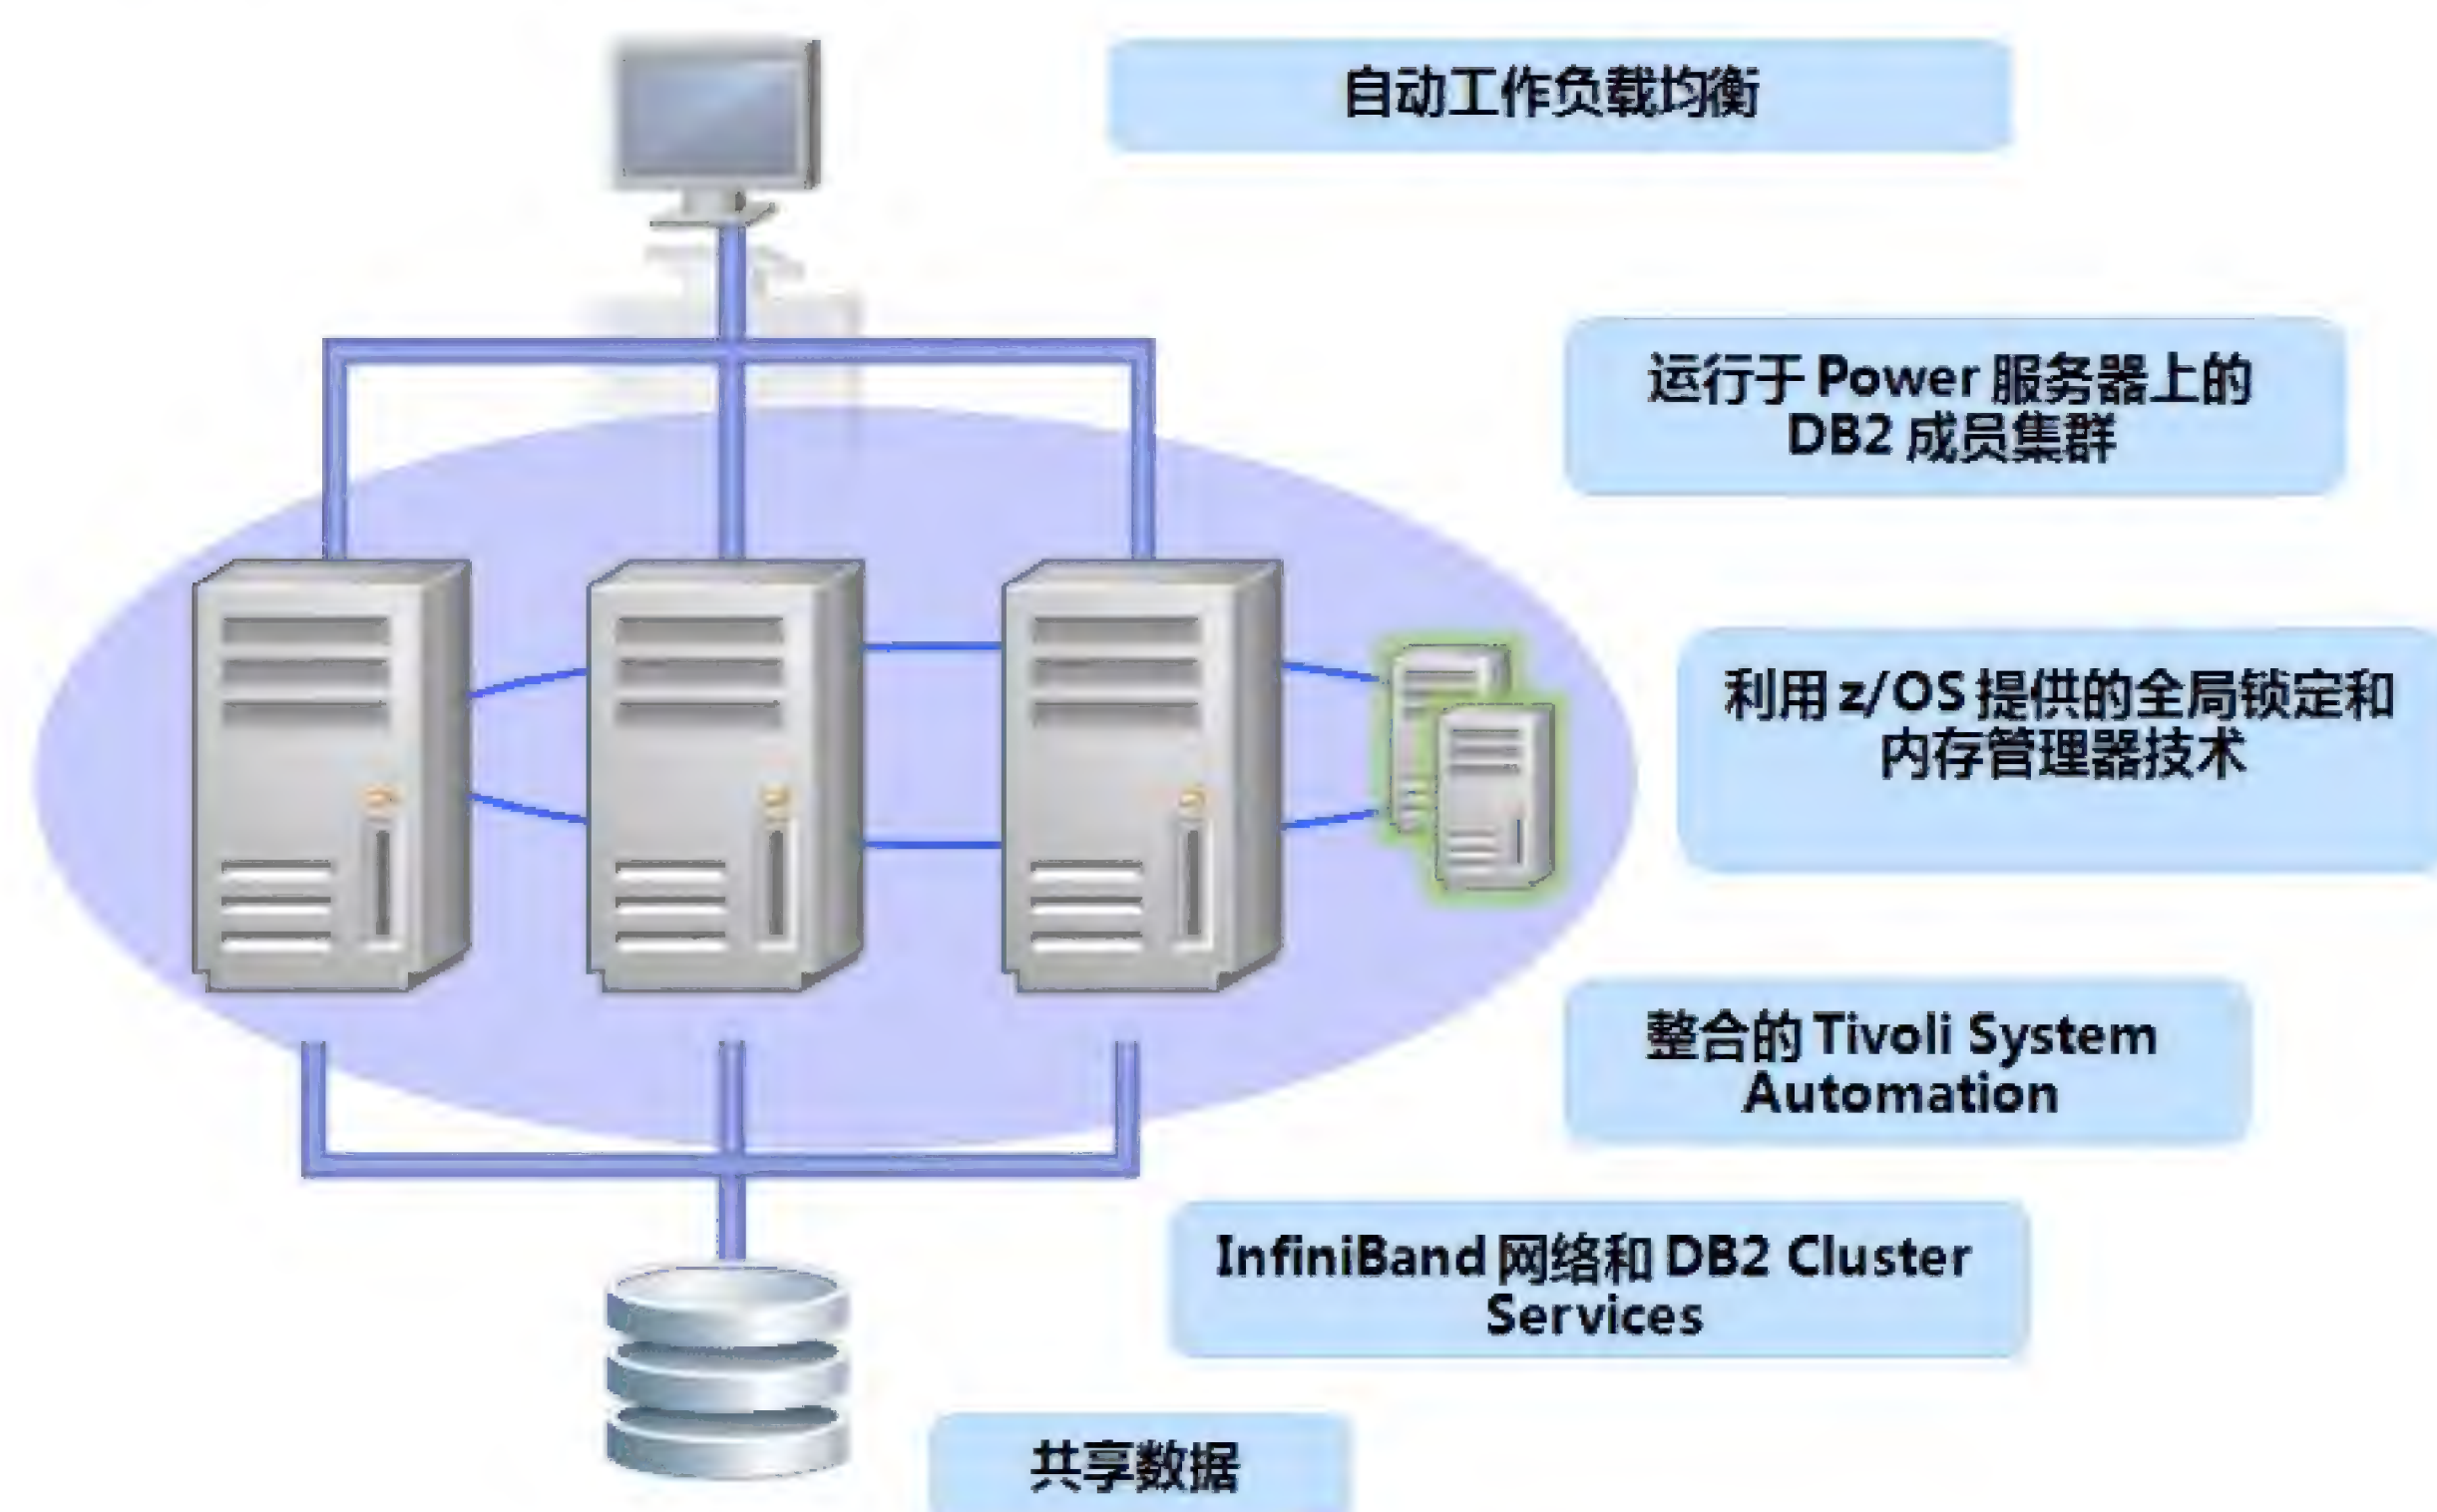 自动工作负载均衡
运行于 Power 服务器上的
DB2 成员集群
利用 z/OS 提供的全局锁定和
内存管理器技术
整合的 Tivoli System
Automation
InfiniBand 网络和 DB2 Cluster
Services
共享数据